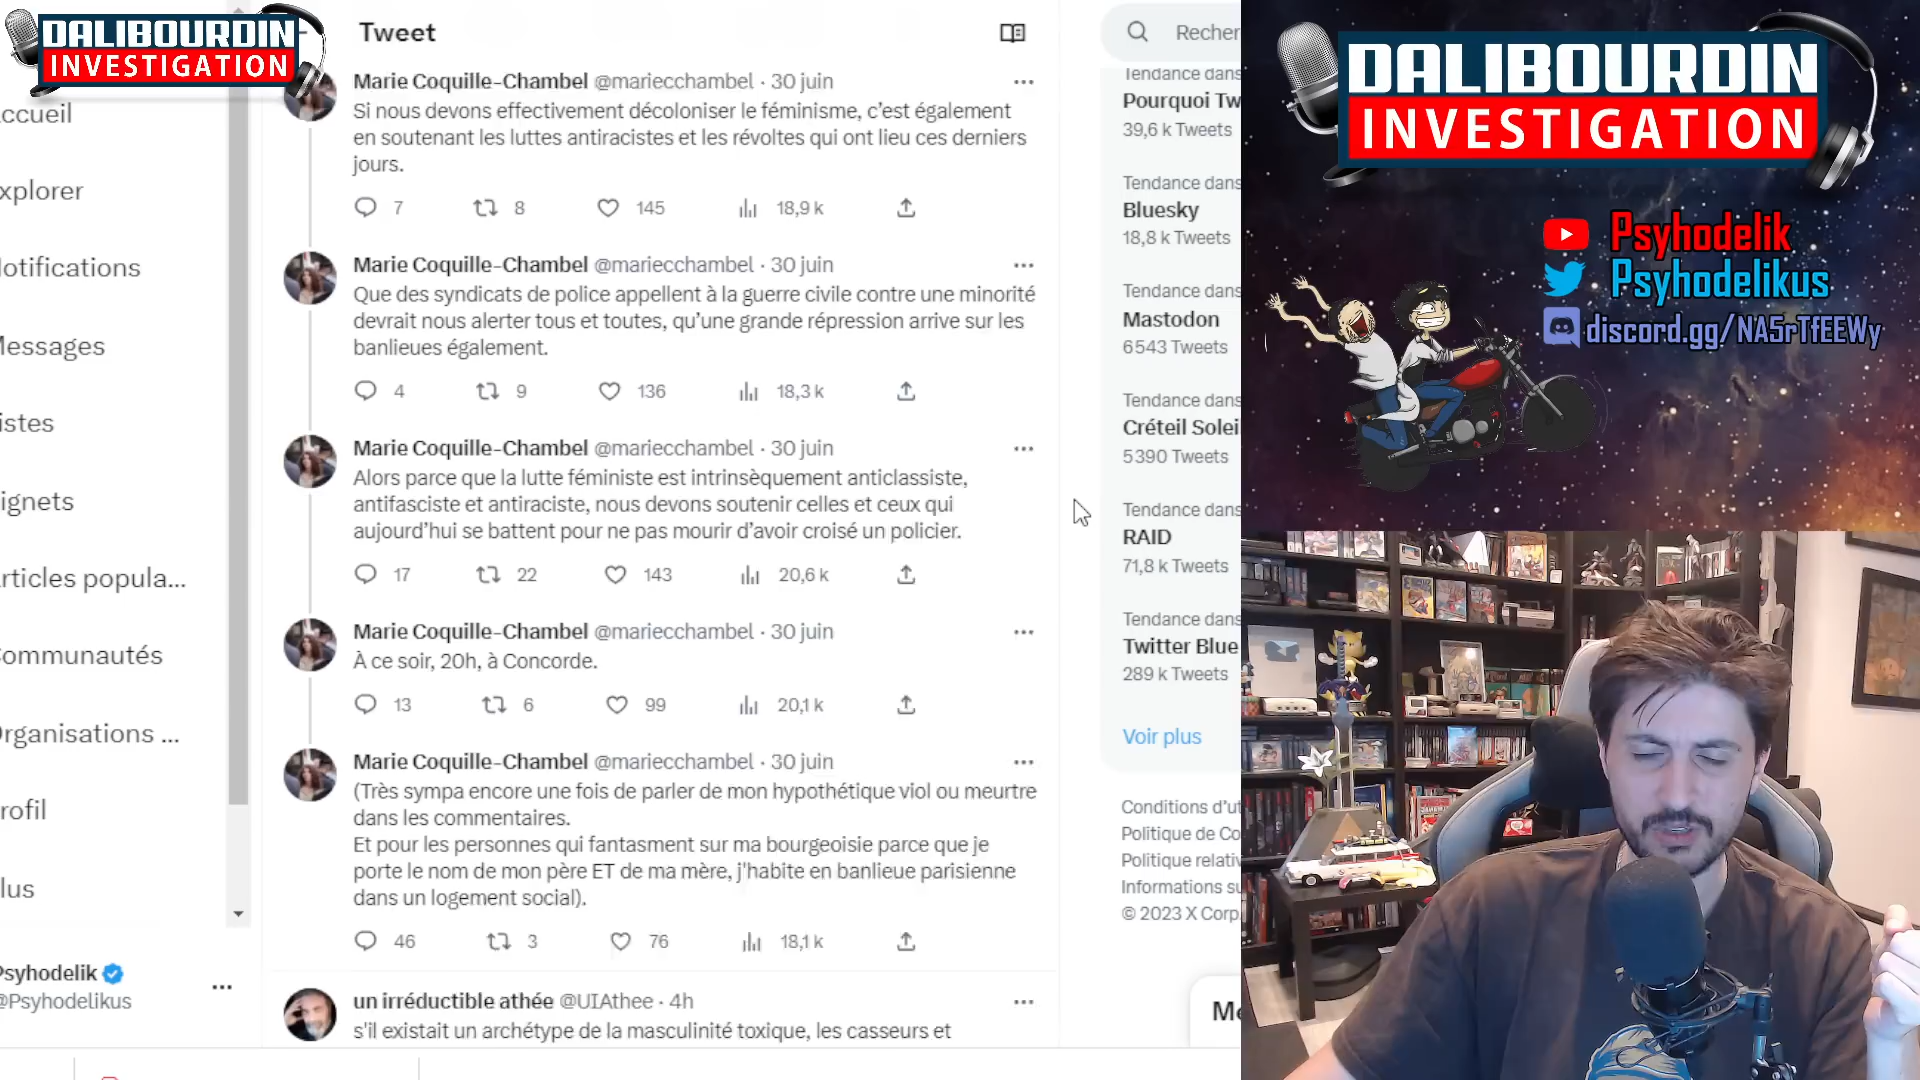 DALIBOURDIN
INVESTIGATION
ccueil
xplorer
otifications
essages
istes
ignets
rticles popula...
ommunautés
rganisations ...
rofil
lus
Psyhodelik
@Psyhodelikus
Tweet
Marie Coquille-Chambel @mariecchambel · 30 juin
Si nous devons effectivement décoloniser le féminisme, c’est également
en soutenant les luttes antiracistes et les révoltes qui ont lieu ces derniers
jours.
7 8 145 18,9 k
Marie Coquille-Chambel @mariecchambel · 30 juin
Que des syndicats de police appellent à la guerre civile contre une minorité
devrait nous alerter tous et toutes, qu’une grande répression arrive sur les
banlieues également.
4 9 136 18,3 k
Marie Coquille-Chambel @mariecchambel · 30 juin
Alors parce que la lutte féministe est intrinsèquement anticlassiste,
antifasciste et antiraciste, nous devons soutenir celles et ceux qui
aujourd’hui se battent pour ne pas mourir d’avoir croisé un policier.
17 22 143 20,6 k
Marie Coquille-Chambel @mariecchambel · 30 juin
À ce soir, 20h, à Concorde.
13 6 99 20,1 k
Marie Coquille-Chambel @mariecchambel · 30 juin
(Très sympa encore une fois de parler de mon hypothétique viol ou meurtre
dans les commentaires.
Et pour les personnes qui fantasment sur ma bourgeoisie parce que je
porte le nom de mon père ET de ma mère, j'habite en banlieue parisienne
dans un logement social).
46 3 76 18,1 k
un irréductible athée @UIAthee · 4h
s'il existait un archétype de la masculinité toxique, les casseurs et
Recher
Tendance dans
Pourquoi Tw
39,6 k Tweets
Tendance dans
Bluesky
18,8 k Tweets
Tendance dans
Mastodon
6 543 Tweets
Tendance dans
Créteil Solei
5 390 Tweets
Tendance dans
RAID
71,8 k Tweets
Tendance dans
Twitter Blue
289 k Tweets
Voir plus
Conditions d’ut
Politique de Co
Politique relativ
Informations su
© 2023 X Corp
Me
DALIBOURDIN
INVESTIGATION
Psyhodelik
Psyhodelikus
discord.gg/NA5rTfEEWy